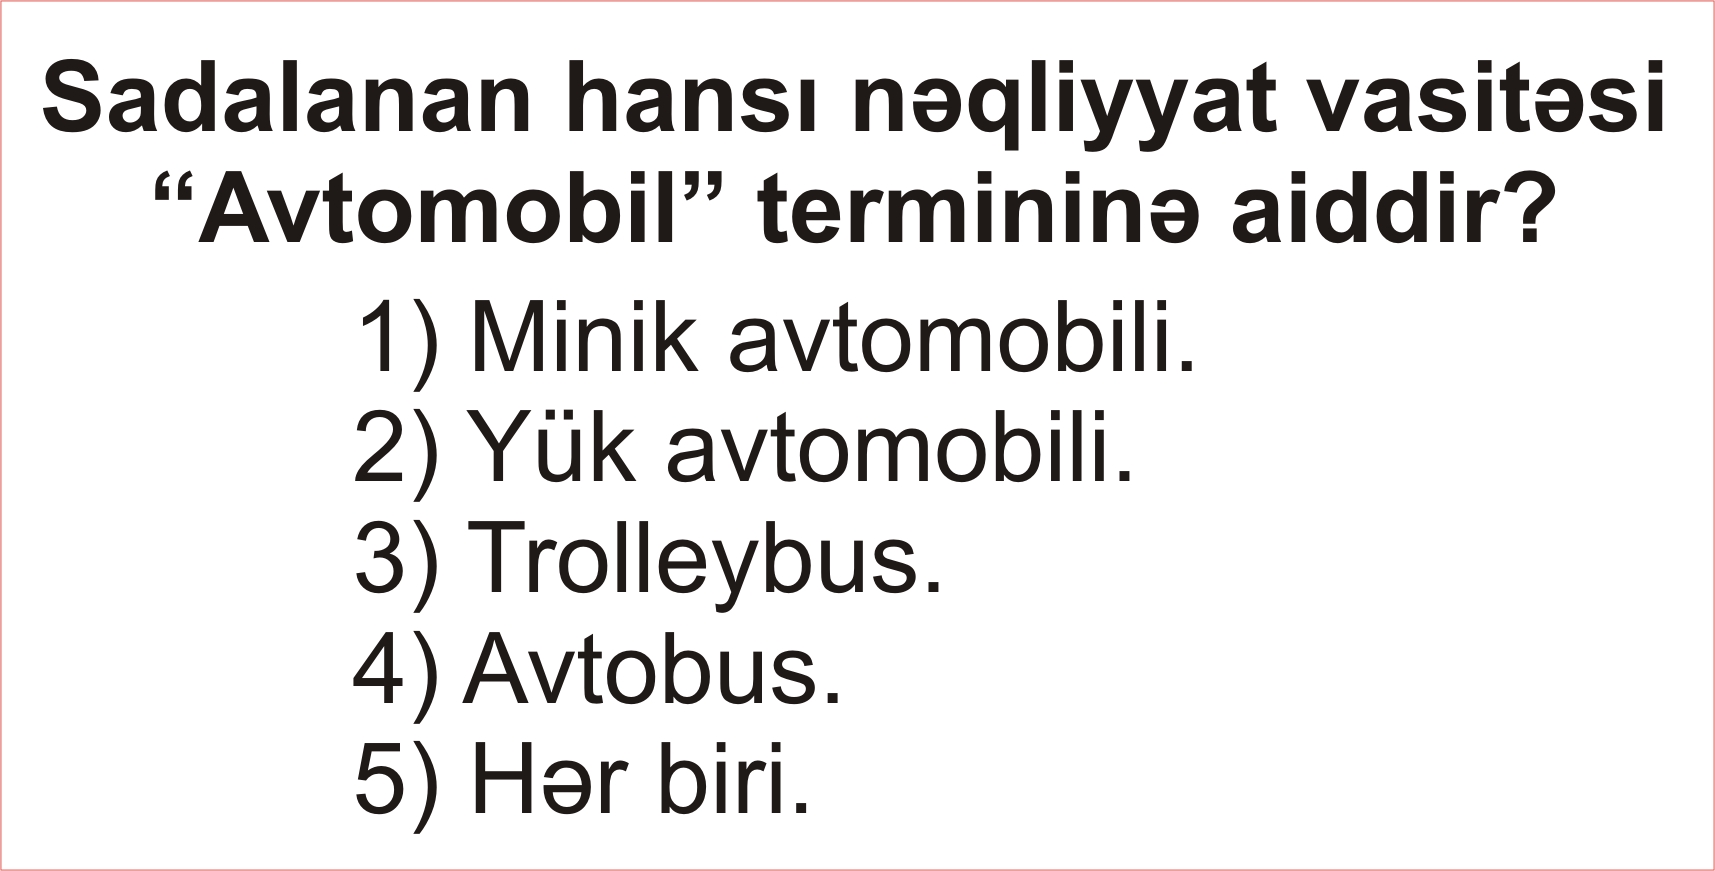 Sadalanan hansı nəqliyyat vasitəsi
“Avtomobil” termininə aiddir?
1) Minik avtomobili.
2) Yük avtomobili.
3) Trolleybus.
4) Avtobus.
5) Hər biri.